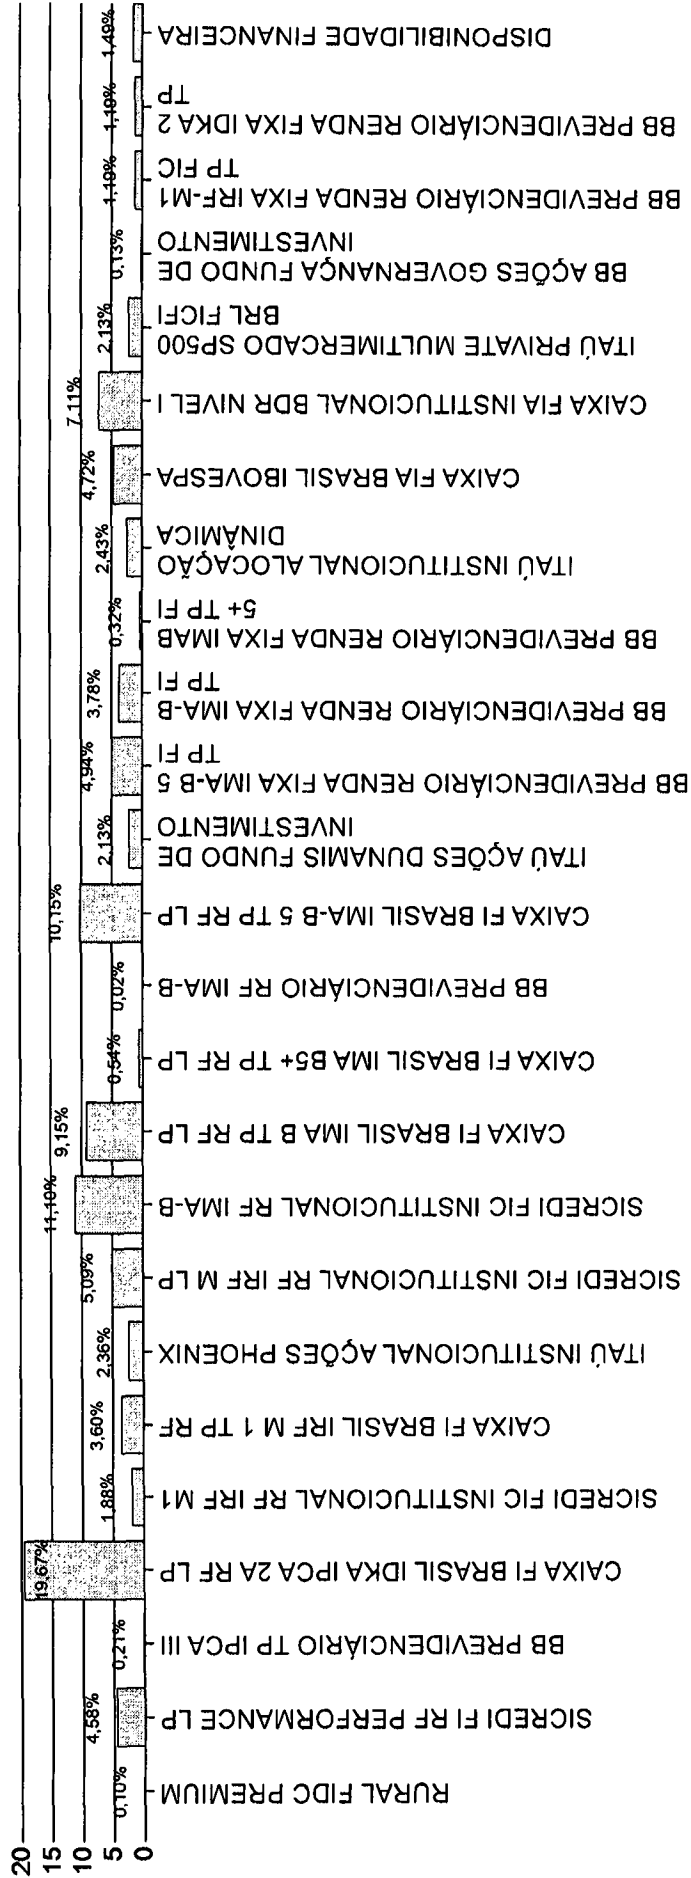 20
15
10
5
0
0,10%
RURAL FIDC PREMIUM
4,58%
SICREDI FI RF PERFORMANCE LP
0,21%
BB PREVIDENCIÁRIO TP IPCA III
19,67%
CAIXA FI BRASIL IDKA IPCA 2A RF LP
1,88%
SICREDI FIC INSTITUCIONAL RF IRF M1
3,60%
CAIXA FI BRASIL IRF M 1 TP RF
2,36%
ITAÚ INSTITUCIONAL AÇÕES PHOENIX
5,09%
SICREDI FIC INSTITUCIONAL RF IRF M LP
11,10%
SICREDI FIC INSTITUCIONAL RF IMA-B
9,15%
CAIXA FI BRASIL IMA B TP RF LP
0,54%
CAIXA FI BRASIL IMA B5+ TP RF LP
0,02%
BB PREVIDENCIÁRIO RF IMA-B
10,15%
CAIXA FI BRASIL IMA-B 5 TP RF LP
2,13%
ITAÚ AÇÕES DUNAMIS FUNDO DE
INVESTIMENTO
4,94%
BB PREVIDENCIÁRIO RENDA FIXA IMA-B 5
TP FI
3,78%
BB PREVIDENCIÁRIO RENDA FIXA IMA-B
TP FI
0,32%
BB PREVIDENCIÁRIO RENDA FIXA IMAB
5+ TP FI
2,43%
ITAÚ INSTITUCIONAL ALOCAÇÃO
DINÂMICA
4,72%
CAIXA FIA BRASIL IBOVESPA
7,11%
CAIXA FIA INSTITUCIONAL BDR NIVEL I
2,13%
ITAÚ PRIVATE MULTIMERCADO SP500
BRL FICFI
0,13%
BB AÇÕES GOVERNANÇA FUNDO DE
INVESTIMENTO
1,19%
BB PREVIDENCIÁRIO RENDA FIXA IRF-M1
TP FIC
1,19%
BB PREVIDENCIÁRIO RENDA FIXA IDKA 2
TP
1,49%
DISPONIBILIDADE FINANCEIRA